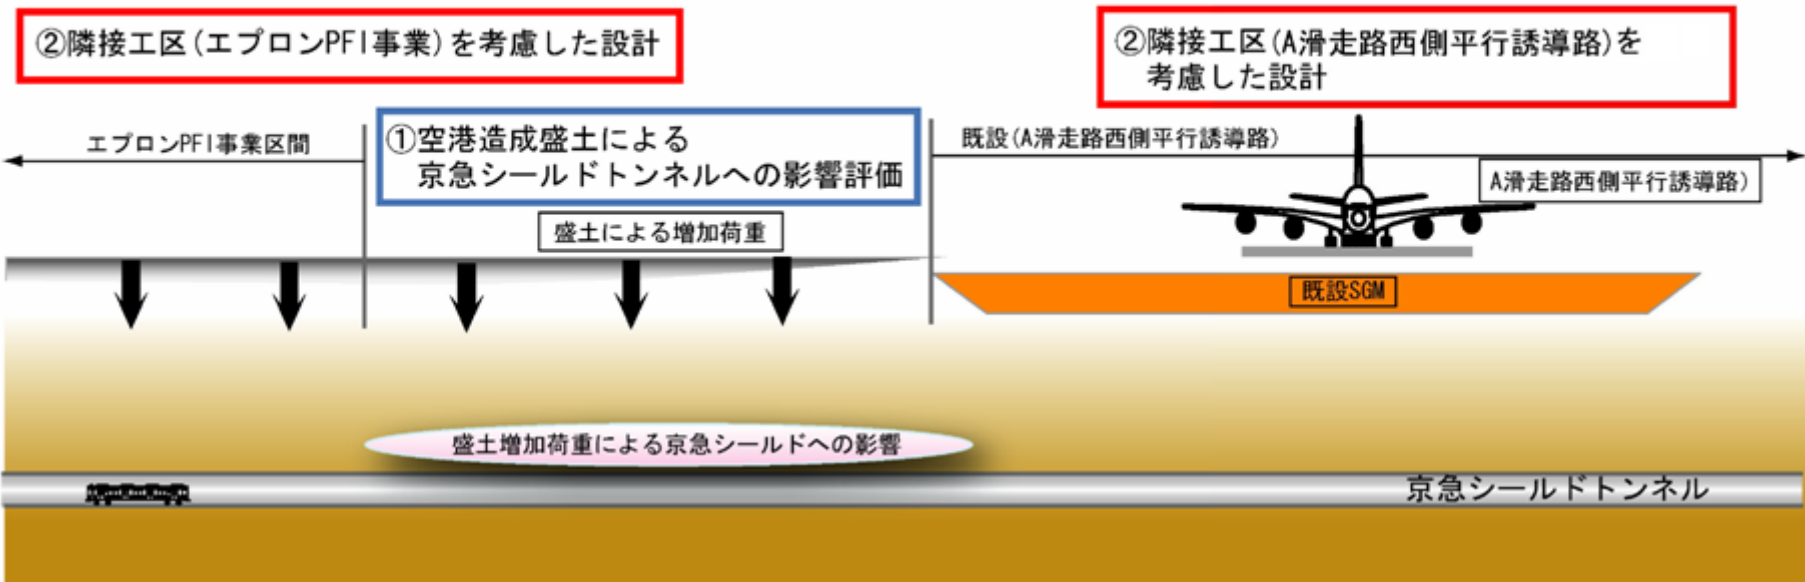 ②隣接工区(エプロンPFI事業)を考慮した設計
②隣接工区(A滑走路西側平行誘導路)を
考慮した設計
エプロンPFI事業区間
①空港造成盛土による
京急シールドトンネルへの影響評価
既設(A滑走路西側平行誘導路)
A滑走路西側平行誘導路)
盛土による増加荷重
既設SGM
盛土増加荷重による京急シールドへの影響
京急シールドトンネル